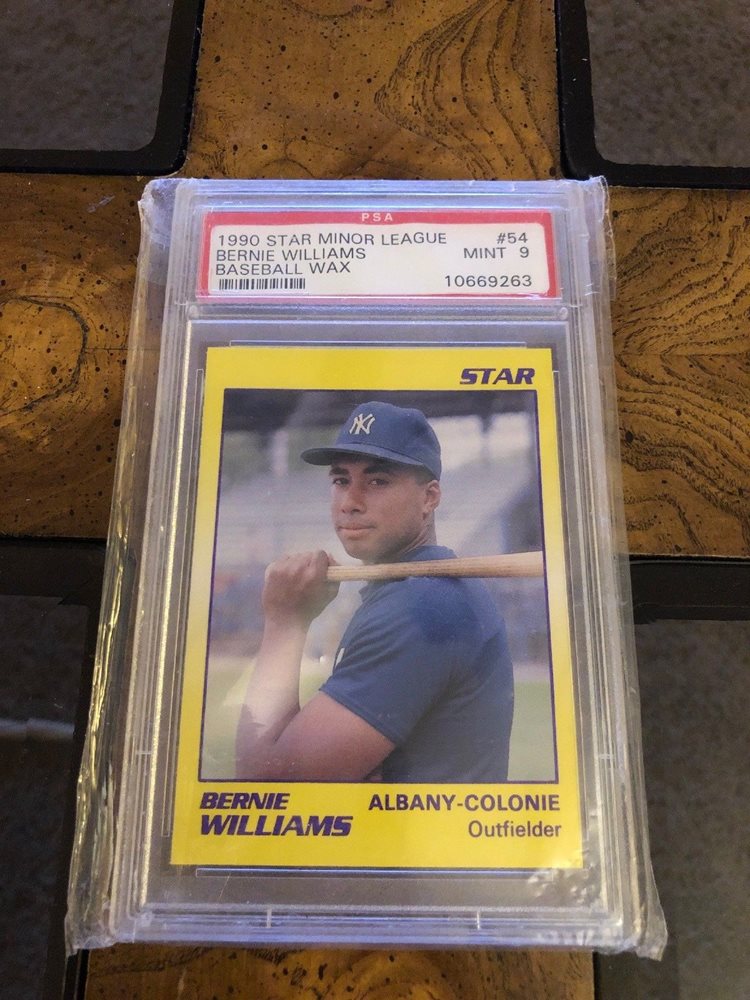 PSA
1990 STAR MINOR LEAGUE #54
BERNIE WILLIAMS MINT 9
BASEBALL WAX
10669263
STAR
NY
BERNIE ALBANY-COLONIE
WILLIAMS Outfielder